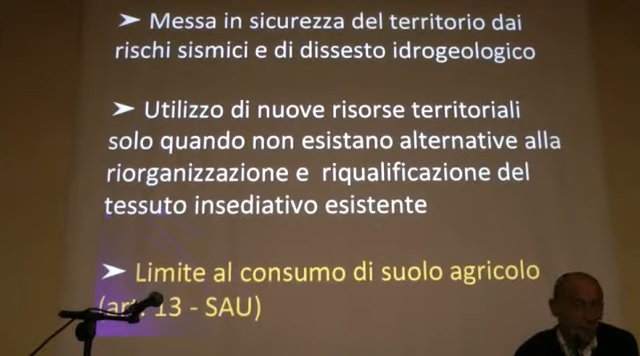 ➤ Messa in sicurezza del territorio dai
rischi sismici e di dissesto idrogeologico
➤ Utilizzo di nuove risorse territoriali
solo quando non esistano alternative alla
riorganizzazione e riqualificazione del
tessuto insediativo esistente
➤ Limite al consumo di suolo agricolo
(art. 13 - SAU)